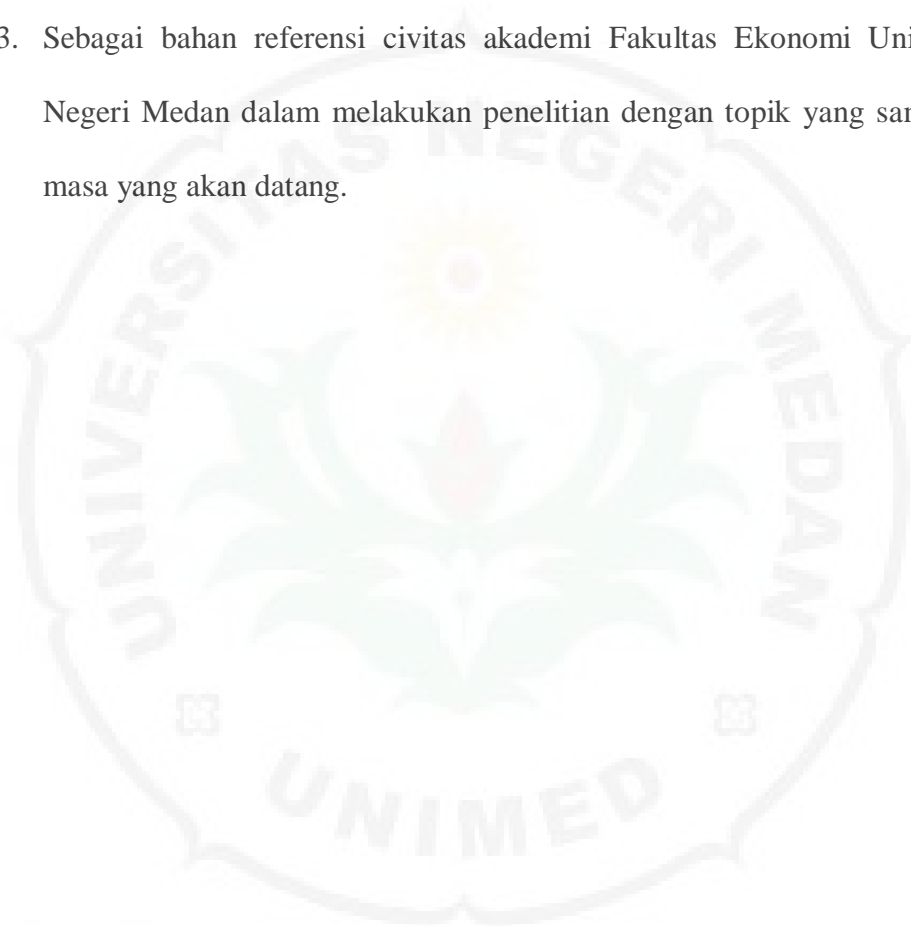 3. Sebagai bahan referensi civitas akademi Fakultas Ekonomi Uni
Negeri Medan dalam melakukan penelitian dengan topik yang sar
masa yang akan datang.
UNIVERSITAS NEGERI MEDAN
UNIMED